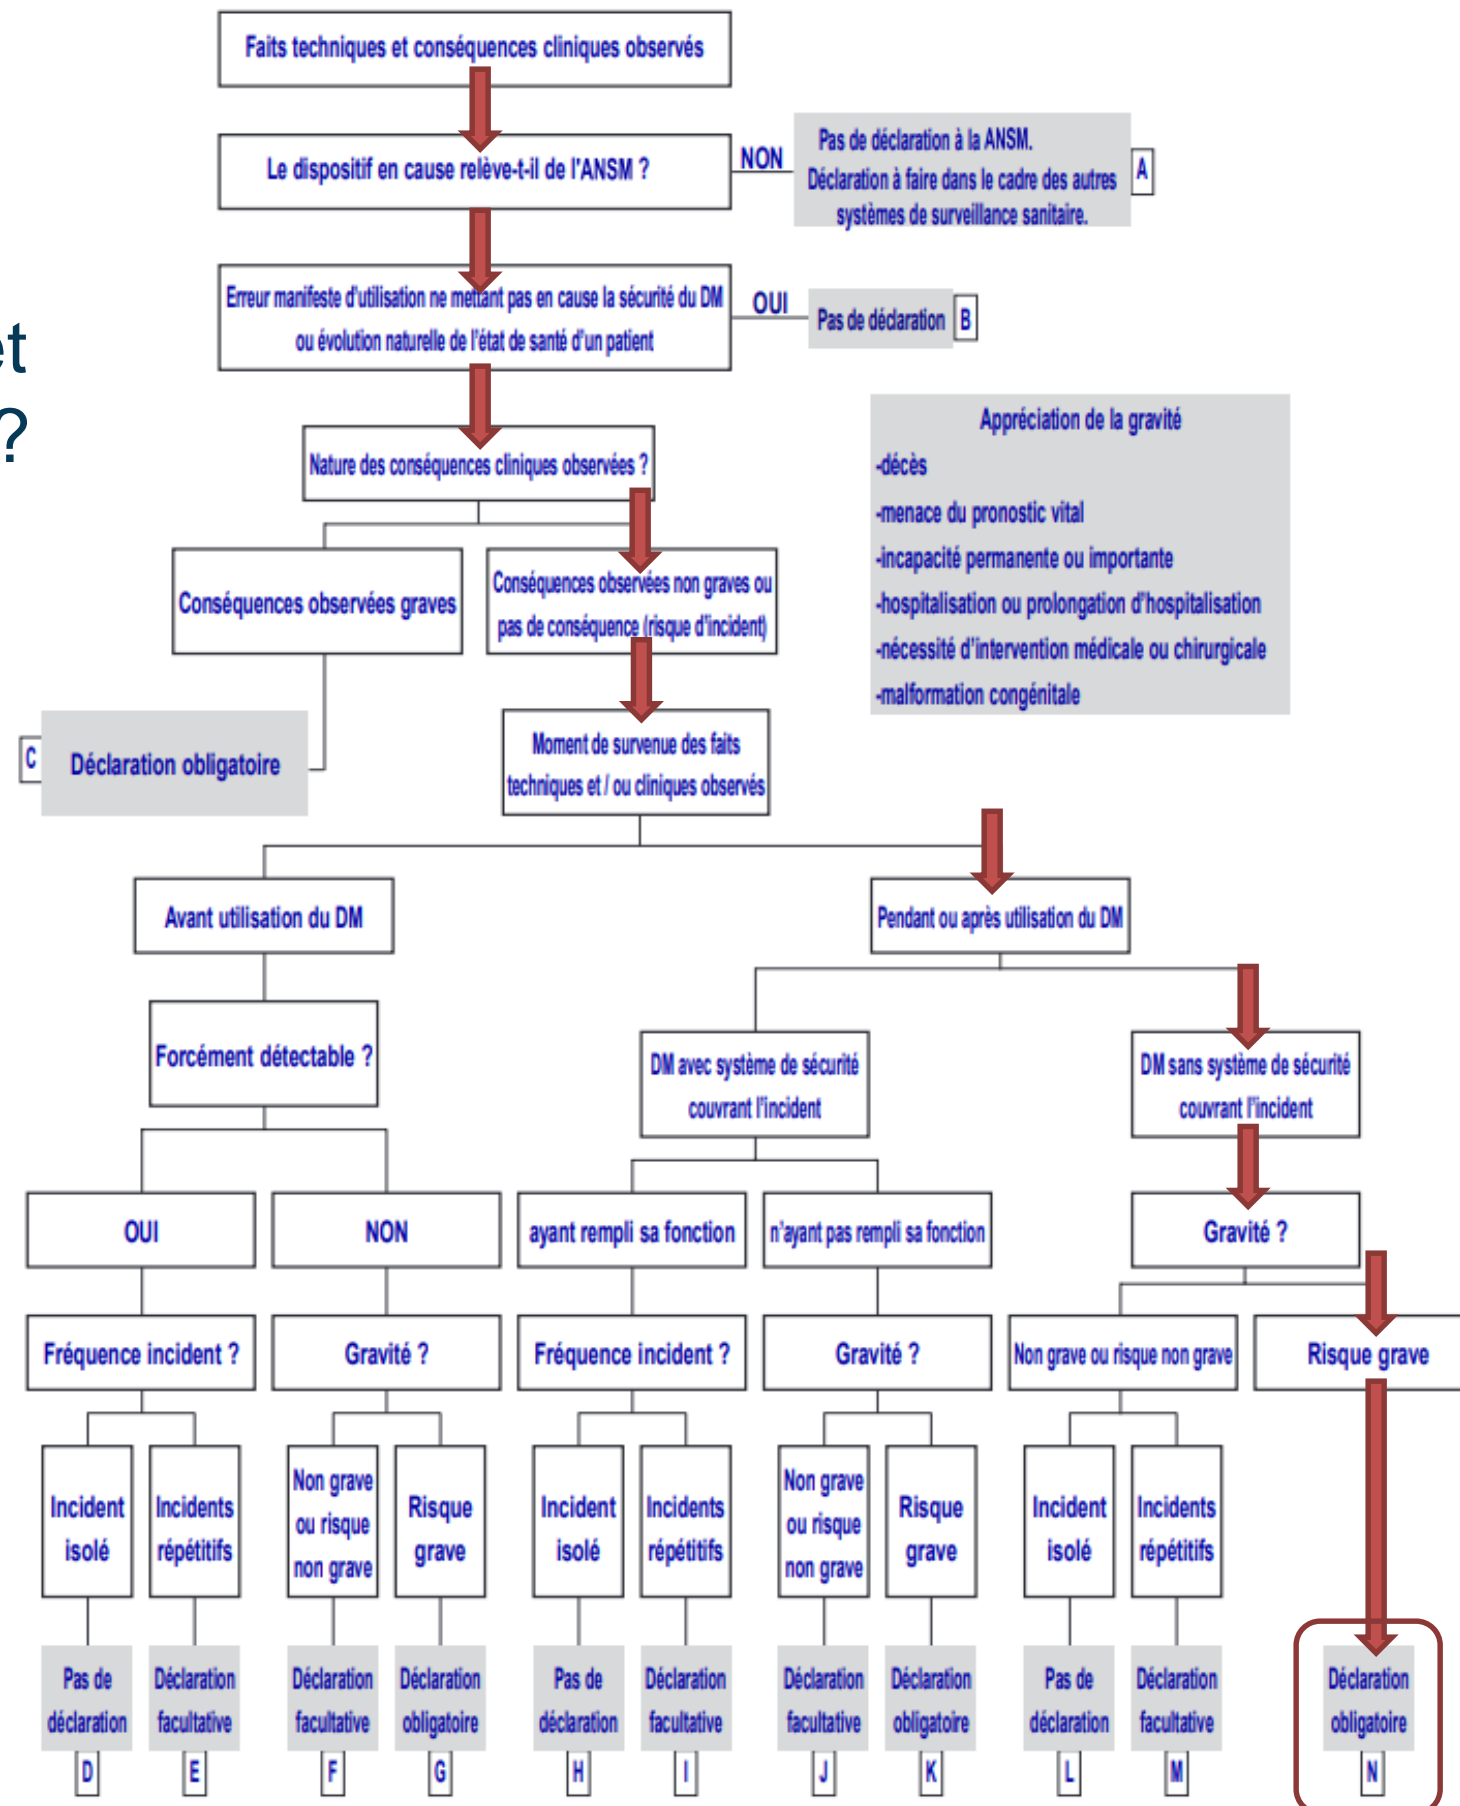 Faits techniques et conséquences cliniques observés
Le dispositif en cause relève-t-il de l'ANSM ?
NON
Pas de déclaration à la ANSM.
Déclaration à faire dans le cadre des autres
systèmes de surveillance sanitaire.
A
Erreur manifeste d'utilisation ne mettant pas en cause la sécurité du DM
ou évolution naturelle de l'état de santé d'un patient
OUI
Pas de déclaration
B
et
?
Nature des conséquences cliniques observées ?
Appréciation de la gravité
-décès
-menace du pronostic vital
-incapacité permanente ou importante
-hospitalisation ou prolongation d'hospitalisation
-nécessité d'intervention médicale ou chirurgicale
-malformation congénitale
Conséquences observées graves
Conséquences observées non graves ou
pas de conséquence (risque d'incident)
C
Déclaration obligatoire
Moment de survenue des faits
techniques et / ou cliniques observés
Avant utilisation du DM
Pendant ou après utilisation du DM
Forcément détectable ?
DM avec système de sécurité
couvrant l'incident
DM sans système de sécurité
couvrant l'incident
OUI
NON
ayant rempli sa fonction
n'ayant pas rempli sa fonction
Gravité ?
Fréquence incident ?
Gravité ?
Fréquence incident ?
Gravité ?
Non grave ou risque non grave
Risque grave
Incident
isolé
Incidents
répétitifs
Non grave
ou risque
non grave
Risque
grave
Incident
isolé
Incidents
répétitifs
Non grave
ou risque
non grave
Risque
grave
Incident
isolé
Incidents
répétitifs
Pas de
déclaration
D
Déclaration
facultative
E
Déclaration
facultative
F
Déclaration
obligatoire
G
Pas de
déclaration
H
Déclaration
facultative
I
Déclaration
facultative
J
Déclaration
obligatoire
K
Pas de
déclaration
L
Déclaration
facultative
M
Déclaration
obligatoire
N